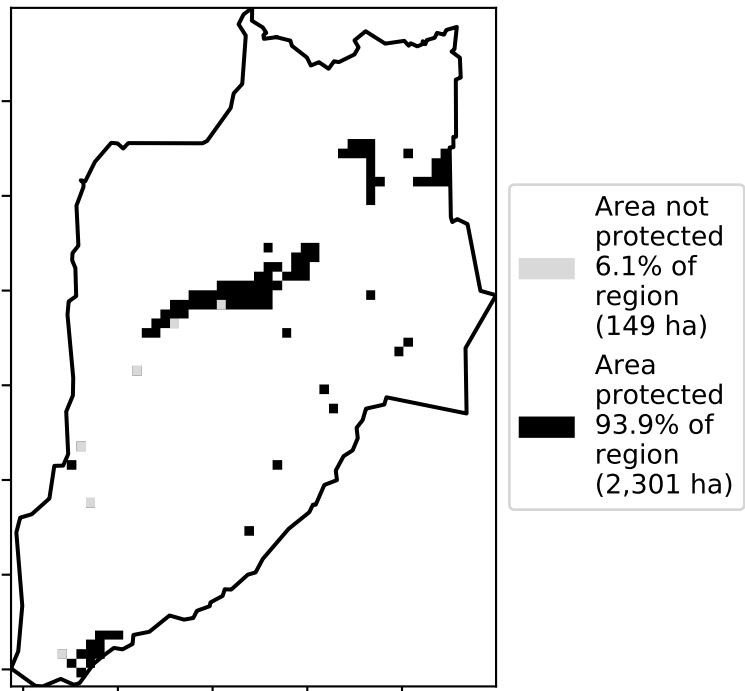 Area not
protected
6.1% of
region
(149 ha)
Area
protected
93.9% of
region
(2,301 ha)